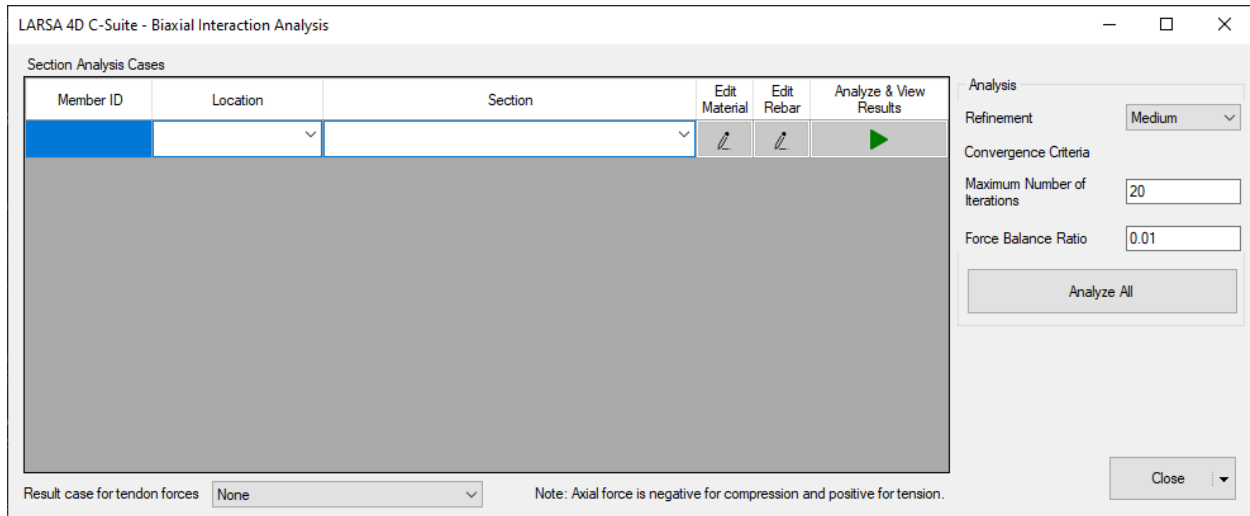 LARSA 4D C-Suite - Biaxial Interaction Analysis
Section Analysis Cases
Member ID
Location
Section
Edit
Material
Edit
Rebar
Analyze & View
Results
Analysis
Refinement
Medium
Convergence Criteria
Maximum Number of
Iterations
20
Force Balance Ratio
0.01
Analyze All
Close
Result case for tendon forces
None
Note: Axial force is negative for compression and positive for tension.